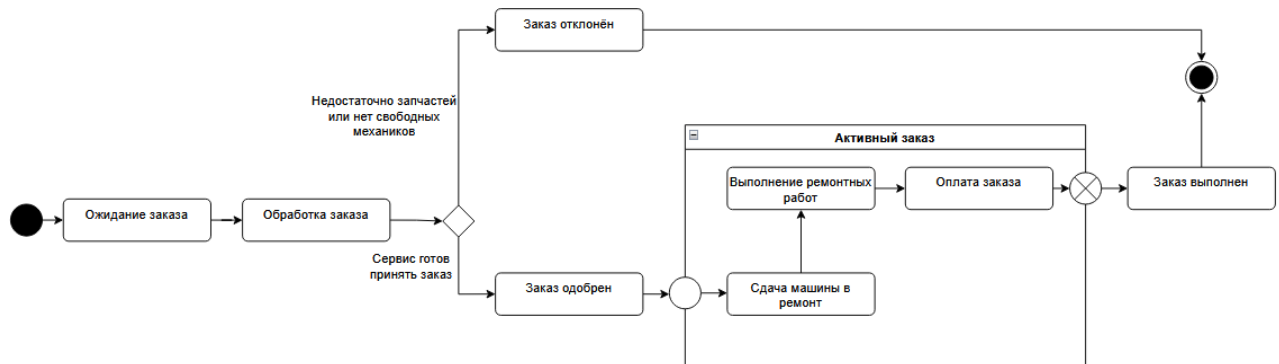 Заказ отклонён
Недостаточно запчастей
или нет свободных
механиков
Активный заказ
Выполнение ремонтных
работ
Оплата заказа
Заказ выполнен
Ожидание заказа
Обработка заказа
Сервис готов
принять заказ
Заказ одобрен
Сдача машины в
ремонт